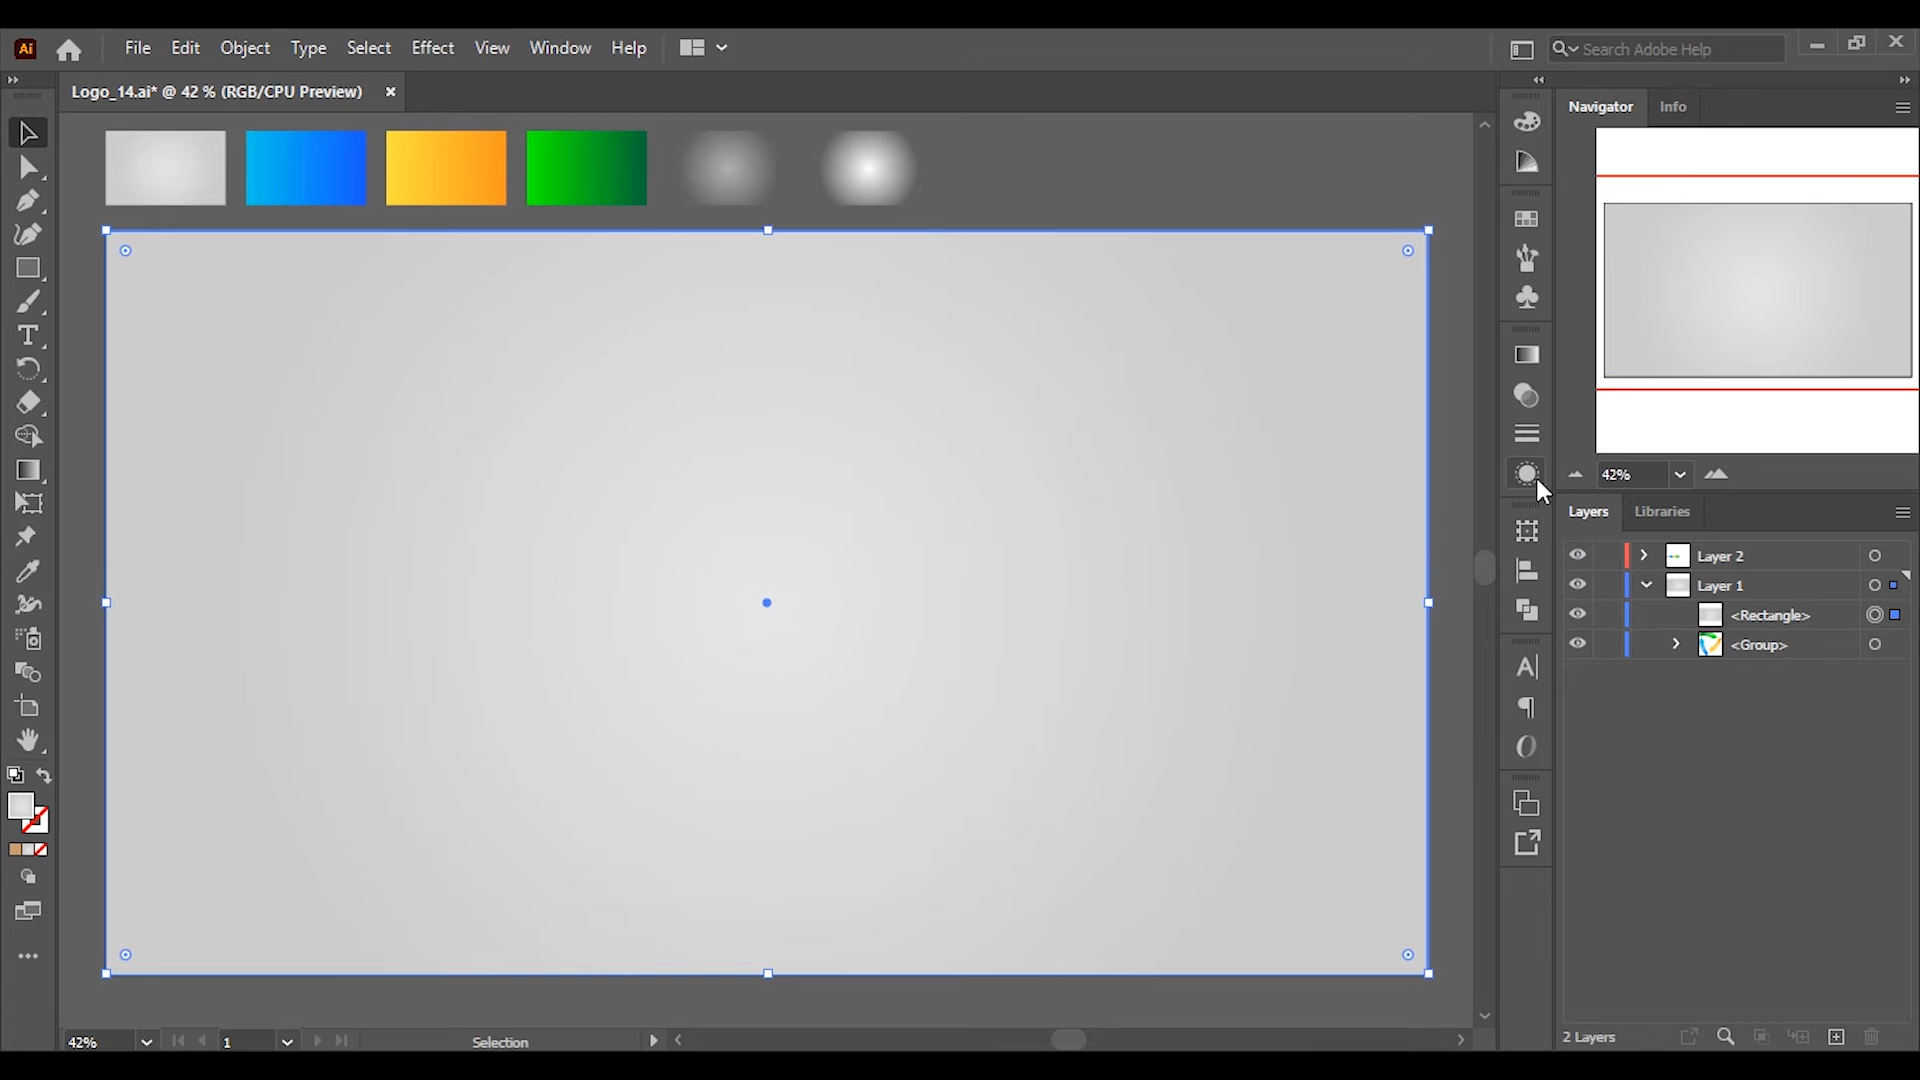 Ai File Edit Object Type Select Effect View Window Help Search Adobe Help
Logo_14.ai* @ 42 % (RGB/CPU Preview)
Navigator Info
42%
Layers Libraries
Layer 2
Layer 1
<Rectangle>
<Group>
2 Layers
42% 1 Selection